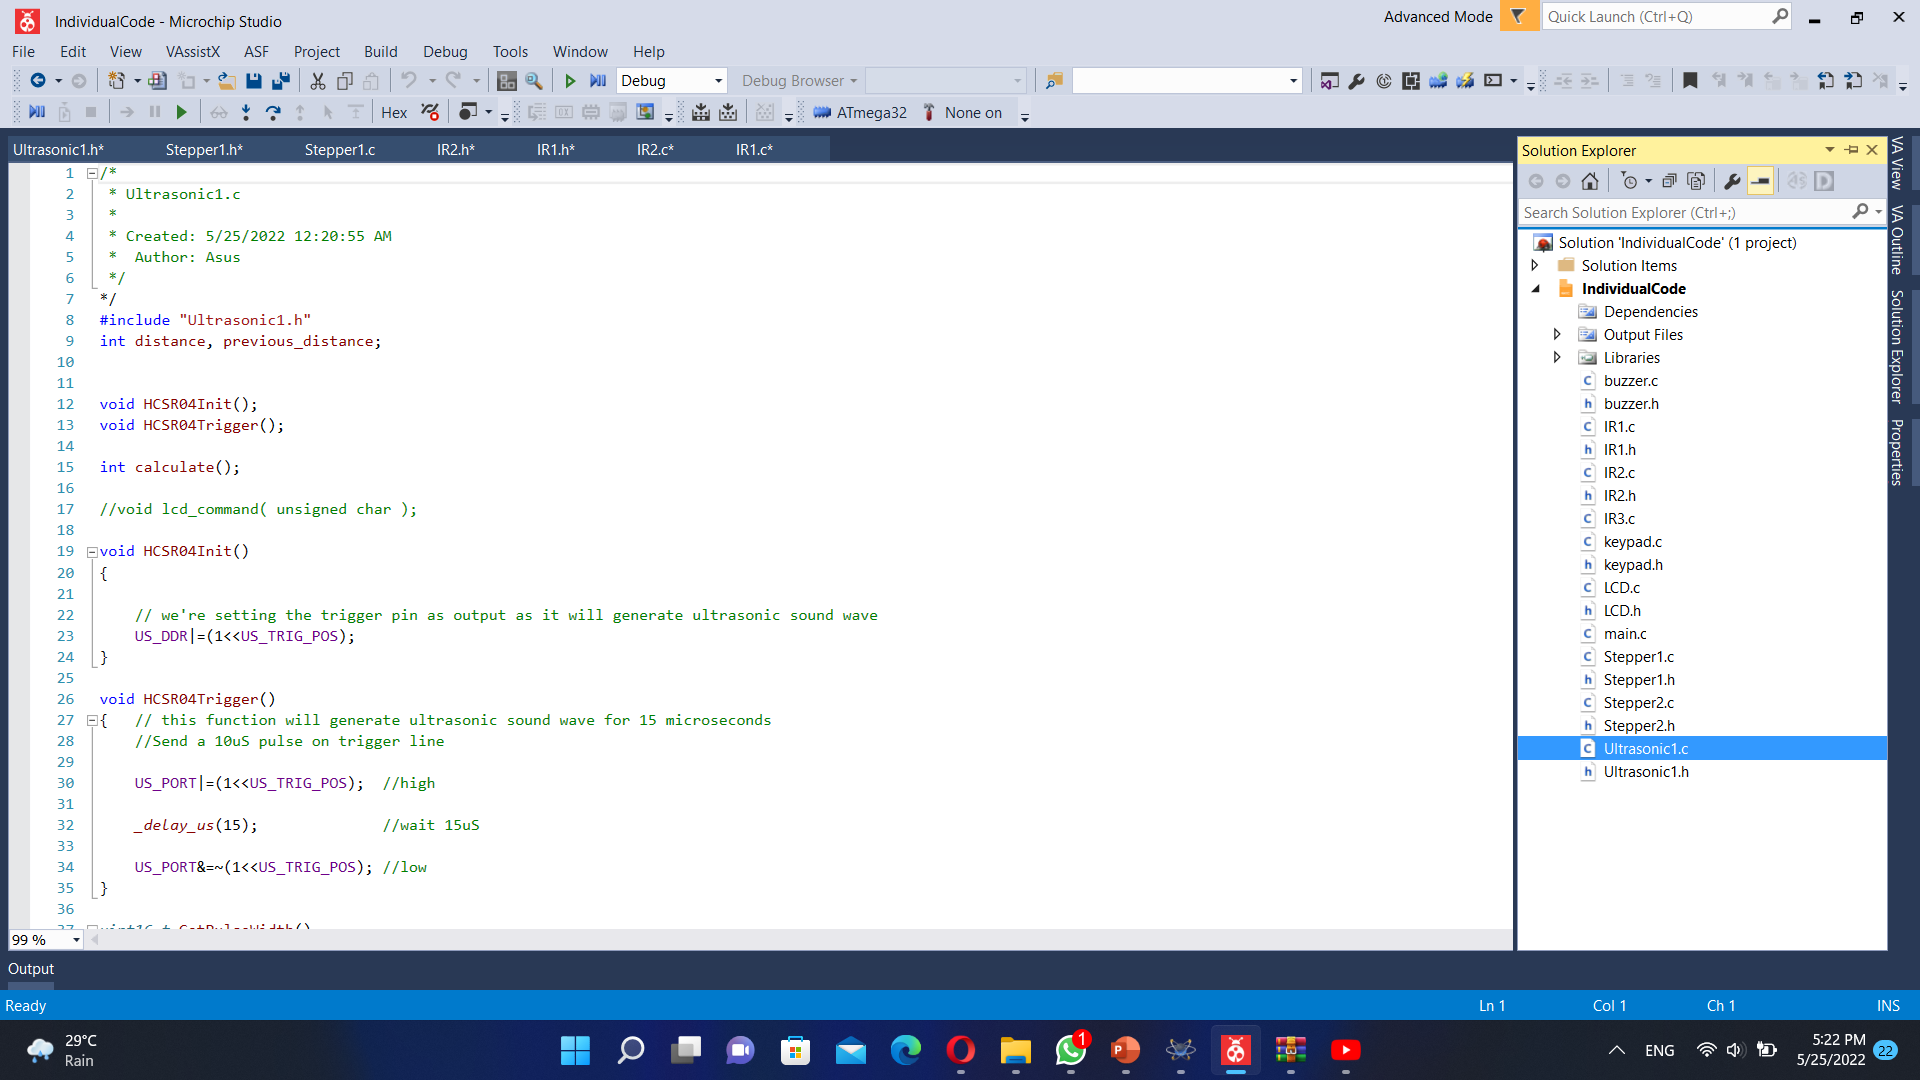 IndividualCode - Microchip Studio
Advanced Mode
Quick Launch (Ctrl+Q)
File Edit View VAssistX ASF Project Build Debug Tools Window Help
Debug
Debug Browser
Hex
ATmega32
None on
Ultrasonic1.h* Stepper1.h* Stepper1.c IR2.h* IR1.h* IR2.c* IR1.c*
1 /*
2 * Ultrasonic1.c
3 *
4 * Created: 5/25/2022 12:20:55 AM
5 * Author: Asus
6 */
7 */
8 #include "Ultrasonic1.h"
9 int distance, previous_distance;
10
11
12 void HCSR04Init();
13 void HCSR04Trigger();
14
15 int calculate();
16
17 //void lcd_command( unsigned char );
18
19 void HCSR04Init()
20 {
21
22 // we're setting the trigger pin as output as it will generate ultrasonic sound wave
23 US_DDR|=(1<<US_TRIG_POS);
24 }
25
26 void HCSR04Trigger()
27 { // this function will generate ultrasonic sound wave for 15 microseconds
28 //Send a 10uS pulse on trigger line
29
30 US_PORT|=(1<<US_TRIG_POS); //high
31
32 _delay_us(15); //wait 15uS
33
34 US_PORT&=~(1<<US_TRIG_POS); //low
35 }
36
37 uint16_t GetPulseWidth()
99 %
Solution Explorer
Search Solution Explorer (Ctrl+;)
Solution 'IndividualCode' (1 project)
Solution Items
IndividualCode
Dependencies
Output Files
Libraries
buzzer.c
buzzer.h
IR1.c
IR1.h
IR2.c
IR2.h
IR3.c
keypad.c
keypad.h
LCD.c
LCD.h
main.c
Stepper1.c
Stepper1.h
Stepper2.c
Stepper2.h
Ultrasonic1.c
Ultrasonic1.h
VA View
VA Outline
Solution Explorer
Properties
Output
Ready
Ln 1
Col 1
Ch 1
INS
29°C
Rain
1
ENG
5:22 PM
5/25/2022
22